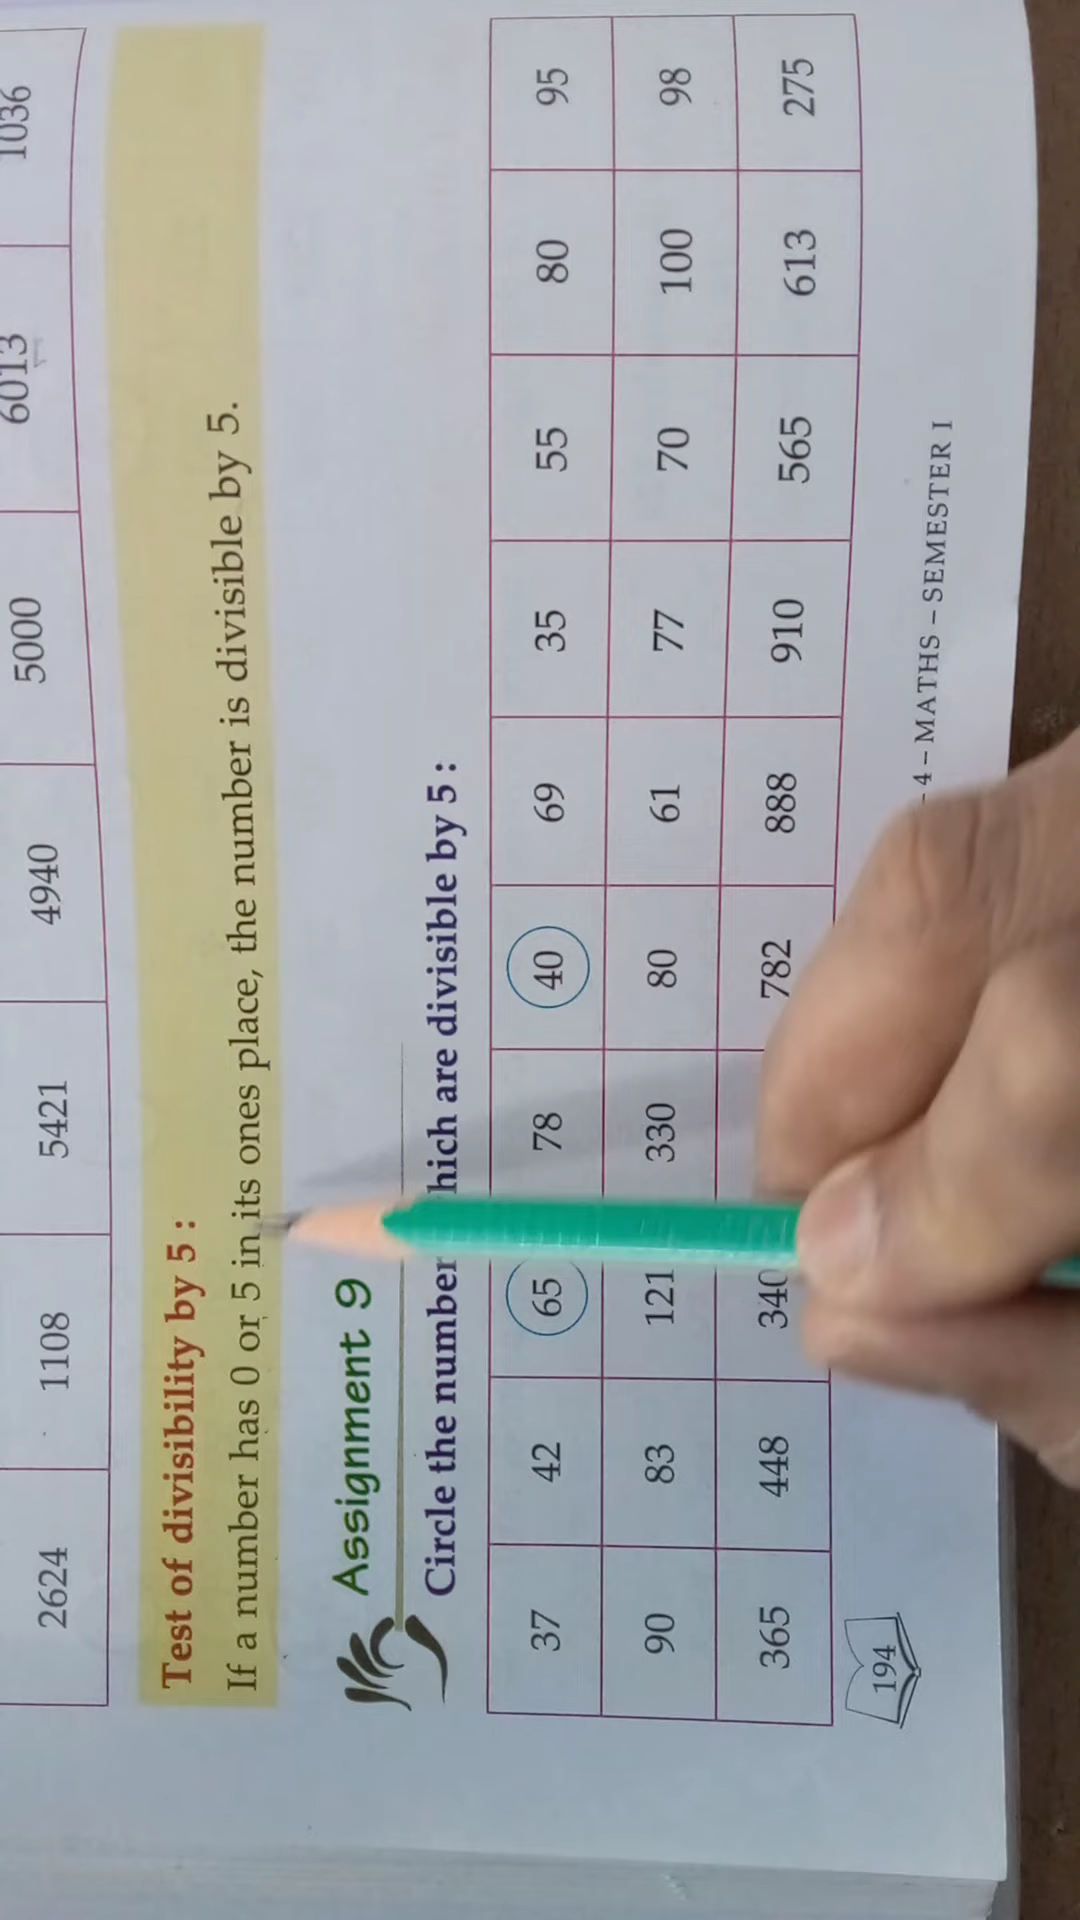 2624 1108 5421 4940 5000 6013 1036
Test of divisibility by 5 :
If a number has 0 or 5 in its ones place, the number is divisible by 5.
Assignment 9
Circle the number hich are divisible by 5 :
37 42 65 78 40 69 35 55 80 95
90 83 121 330 80 61 77 70 100 98
365 448 340 782 888 910 565 613 275
194
4 – MATHS – SEMESTER I